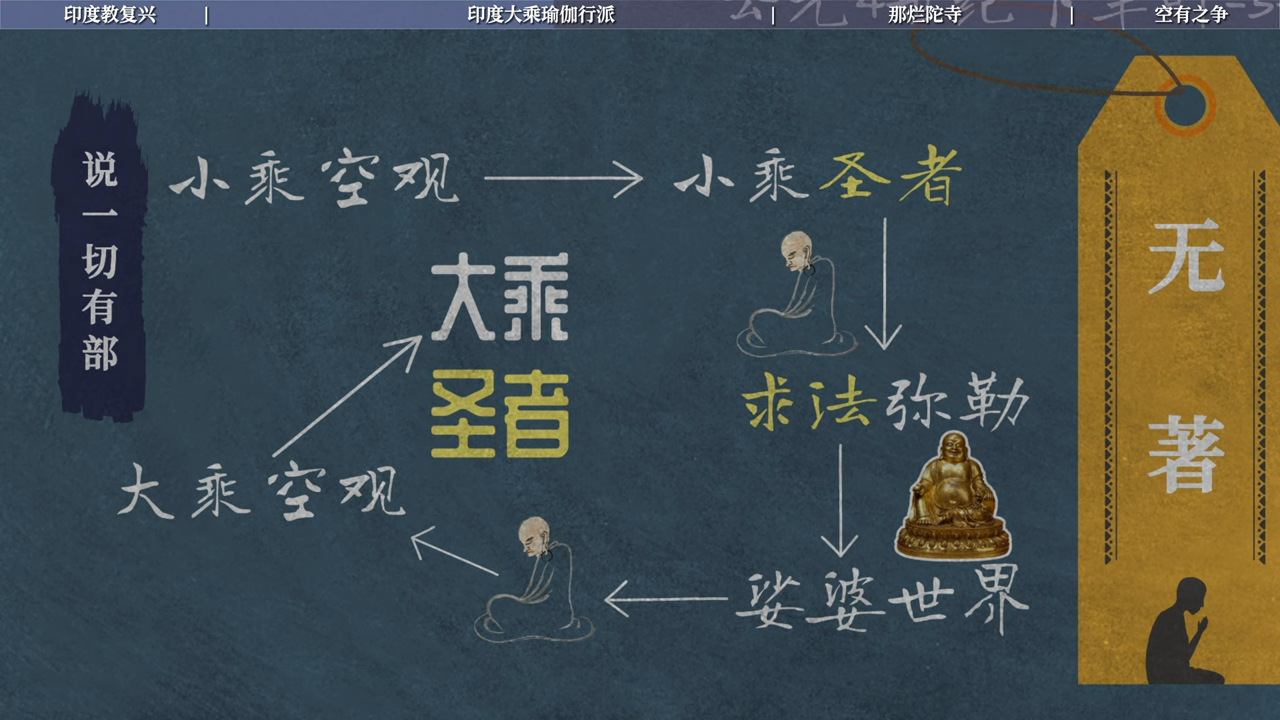 印度教复兴 | 印度大乘瑜伽行派 | 那烂陀寺 | 空有之争
说一切有部
小乘空观
小乘圣者
大乘
圣者
求法弥勒
大乘空观
娑婆世界
无著